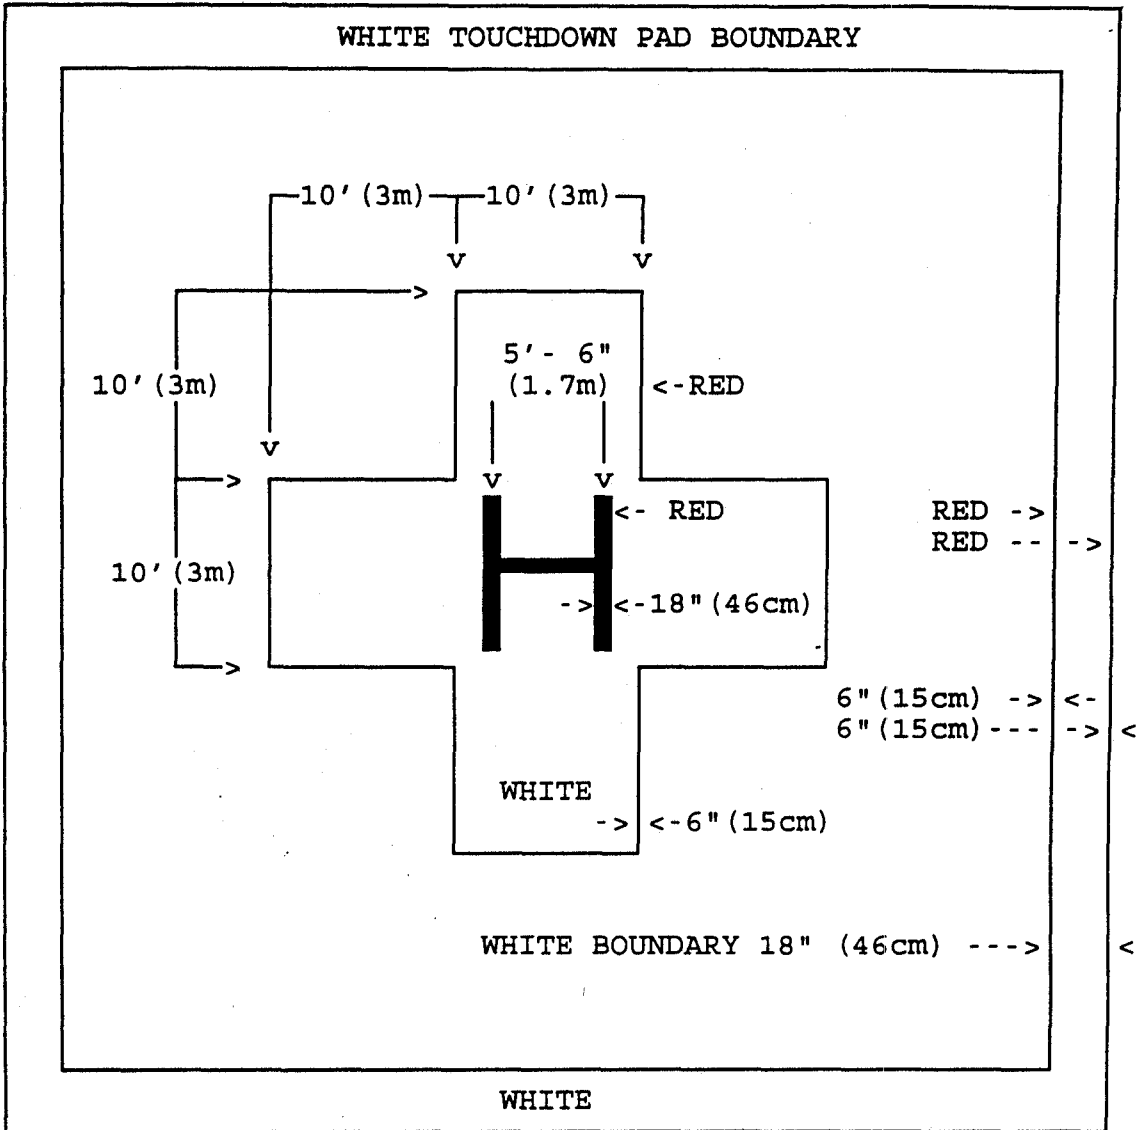 WHITE TOUCHDOWN PAD BOUNDARY
10'(3m) 10'(3m)
v v
>
5'- 6"
10'(3m) (1.7m) <-RED
v
> v v
<- RED RED ->
RED -- ->
10'(3m)
H
-> <-18"(46cm)
>
6"(15cm) -> <-
6"(15cm)--- -> <
WHITE
-> <-6"(15cm)
WHITE BOUNDARY 18" (46cm) ---> <
WHITE